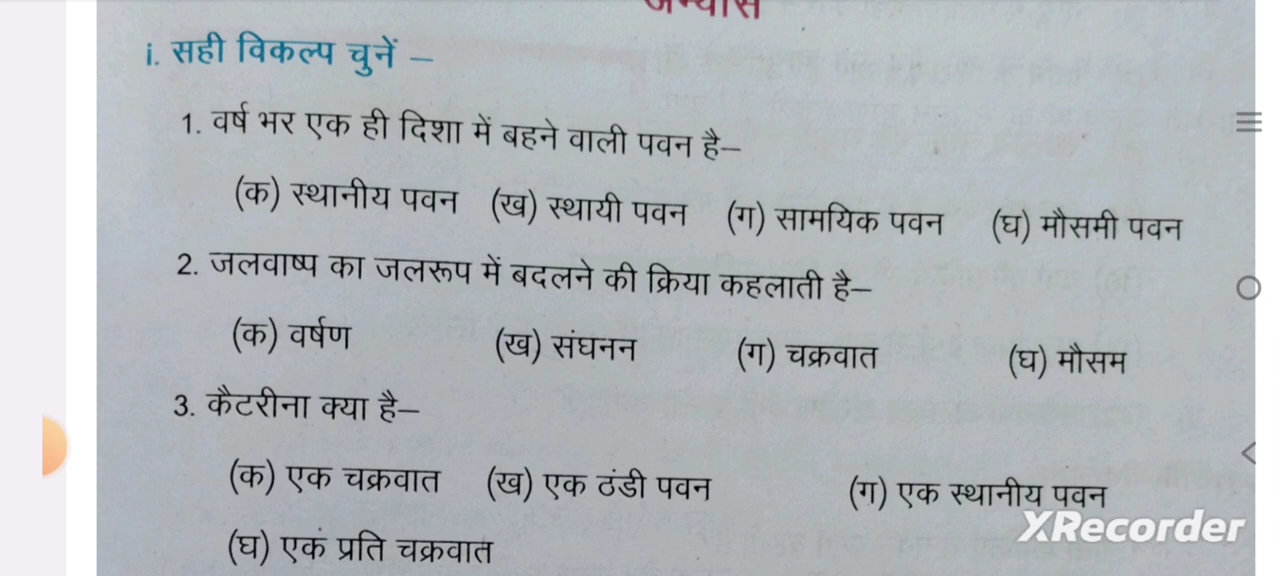 अभ्यास
i. सही विकल्प चुनें –
1. वर्ष भर एक ही दिशा में बहने वाली पवन है–
(क) स्थानीय पवन (ख) स्थायी पवन (ग) सामयिक पवन (घ) मौसमी पवन
2. जलवाष्प का जलरूप में बदलने की क्रिया कहलाती है–
(क) वर्षण (ख) संघनन (ग) चक्रवात (घ) मौसम
3. कैटरीना क्या है–
(क) एक चक्रवात (ख) एक ठंडी पवन (ग) एक स्थानीय पवन
XRecorder
(घ) एक प्रति चक्रवात